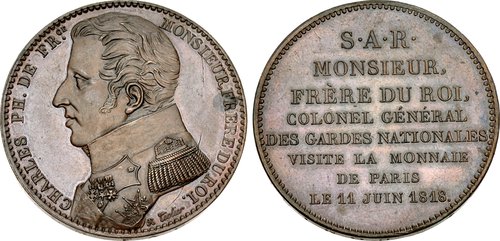 CHARLES PH. DE FR.ᶜᵉ MONSIEUR, FRERE DU ROI.
S·A·R·
MONSIEUR,
FRÈRE DU ROI,
COLONEL GÉNÉRAL
DES GARDES NATIONALES,
VISITE LA MONNAIE
DE PARIS
LE 11 JUIN 1818.